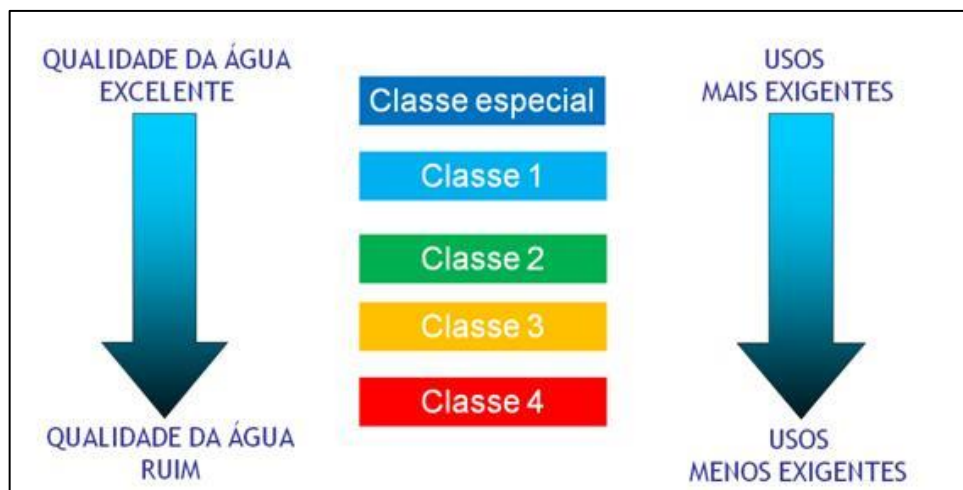 QUALIDADE DA ÁGUA
EXCELENTE
USOS
MAIS EXIGENTES
Classe especial
Classe 1
Classe 2
Classe 3
Classe 4
QUALIDADE DA ÁGUA
RUIM
USOS
MENOS EXIGENTES